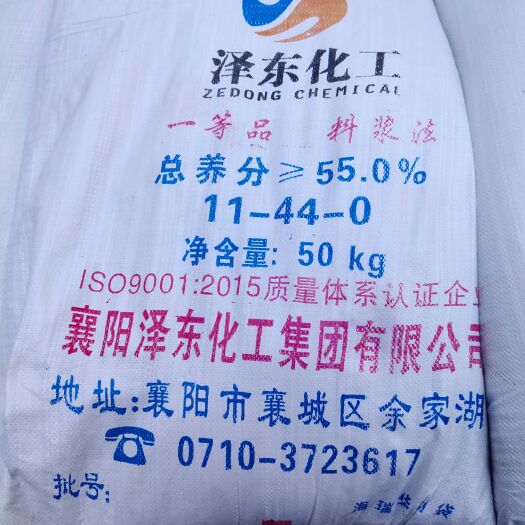 泽东化工
ZEDONG CHEMICAL
一等品 料浆法
总养分≥55.0%
11-44-0
净含量: 50 kg
ISO9001:2015质量体系认证企业
襄阳泽东化工集团有限公司
地址:襄阳市襄城区余家湖
☎ 0710-3723617
批号: